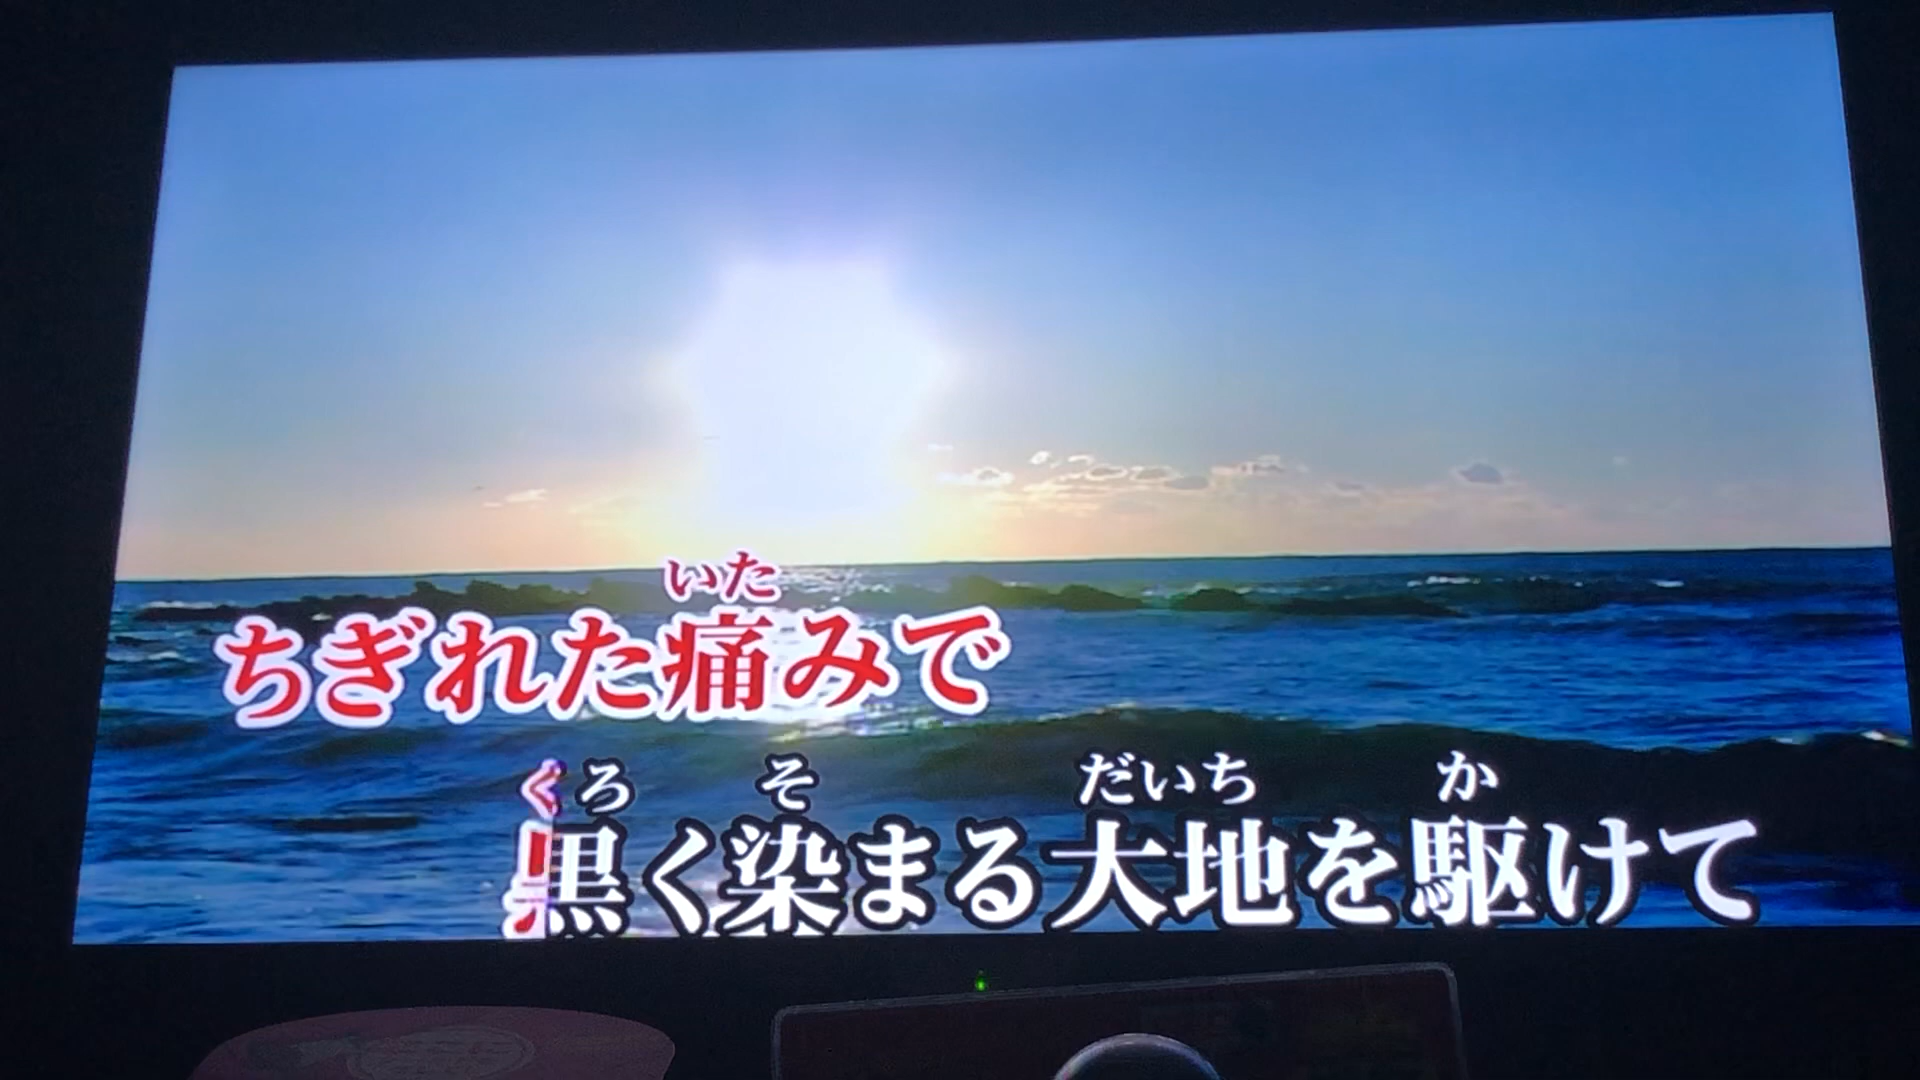 いた
ちぎれた痛みで
くろ そ だいち か
黒く染まる大地を駆けて